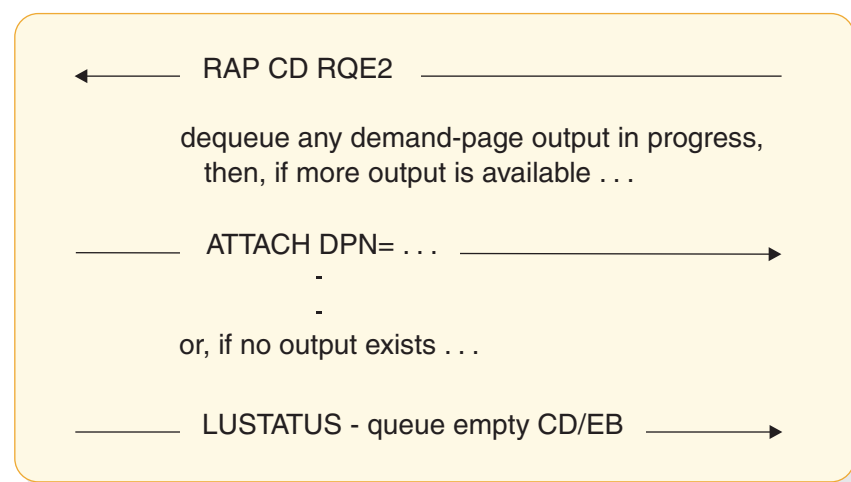 RAP CD RQE2
dequeue any demand-page output in progress,
then, if more output is available . . .
ATTACH DPN= . . .
-
-
or, if no output exists . . .
LUSTATUS - queue empty CD/EB